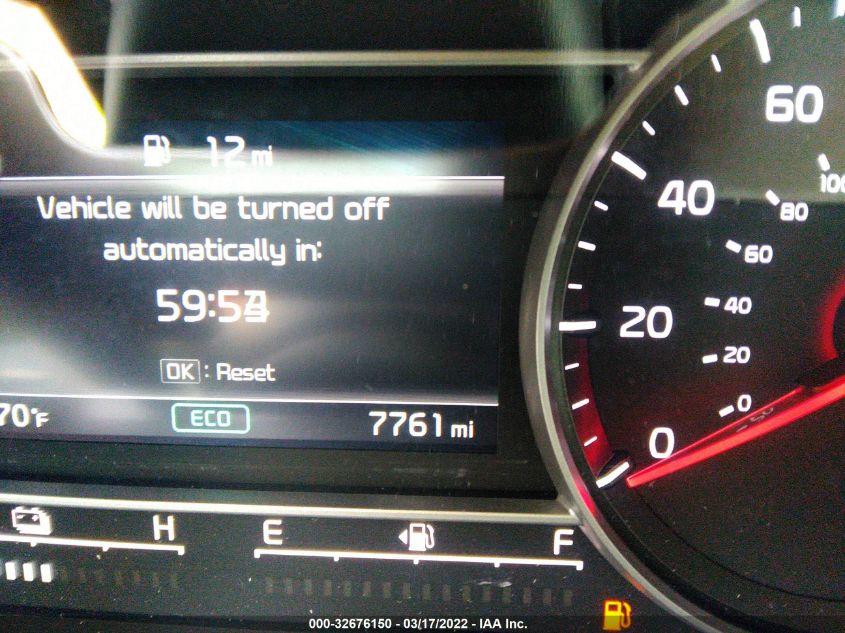 12 mi
Vehicle will be turned off
automatically in:
OK : Reset
70°F
ECO
7761 mi
H
E
F
60
40
20
0
100
80
60
40
20
0
000-32676150 - 03/17/2022 - IAA Inc.